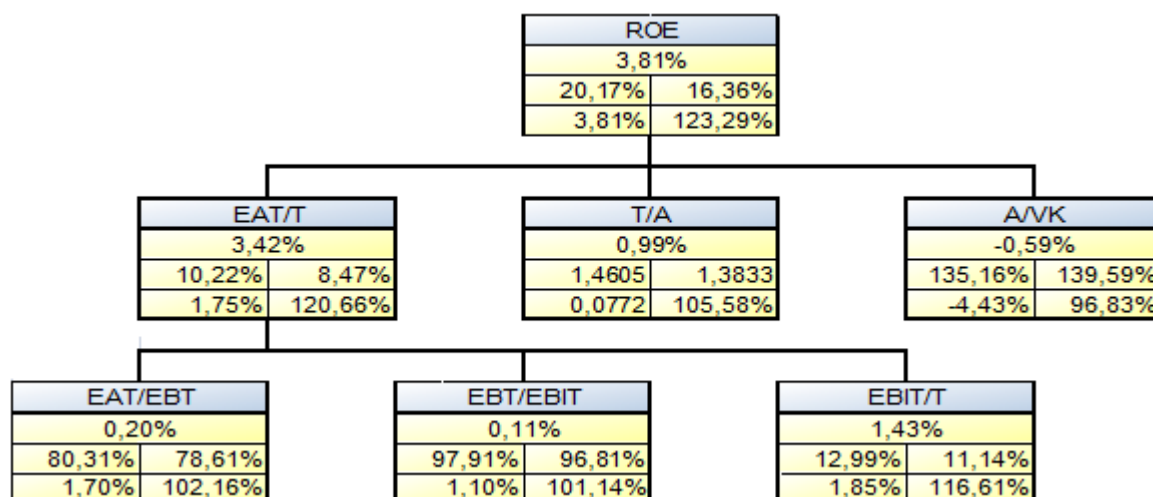 ROE
3,81%
20,17% 16,36%
3,81% 123,29%
EAT/T T/A A/VK
3,42% 0,99% -0,59%
10,22% 8,47% 1,4605 1,3833 135,16% 139,59%
1,75% 120,66% 0,0772 105,58% -4,43% 96,83%
EAT/EBT EBT/EBIT EBIT/T
0,20% 0,11% 1,43%
80,31% 78,61% 97,91% 96,81% 12,99% 11,14%
1,70% 102,16% 1,10% 101,14% 1,85% 116,61%